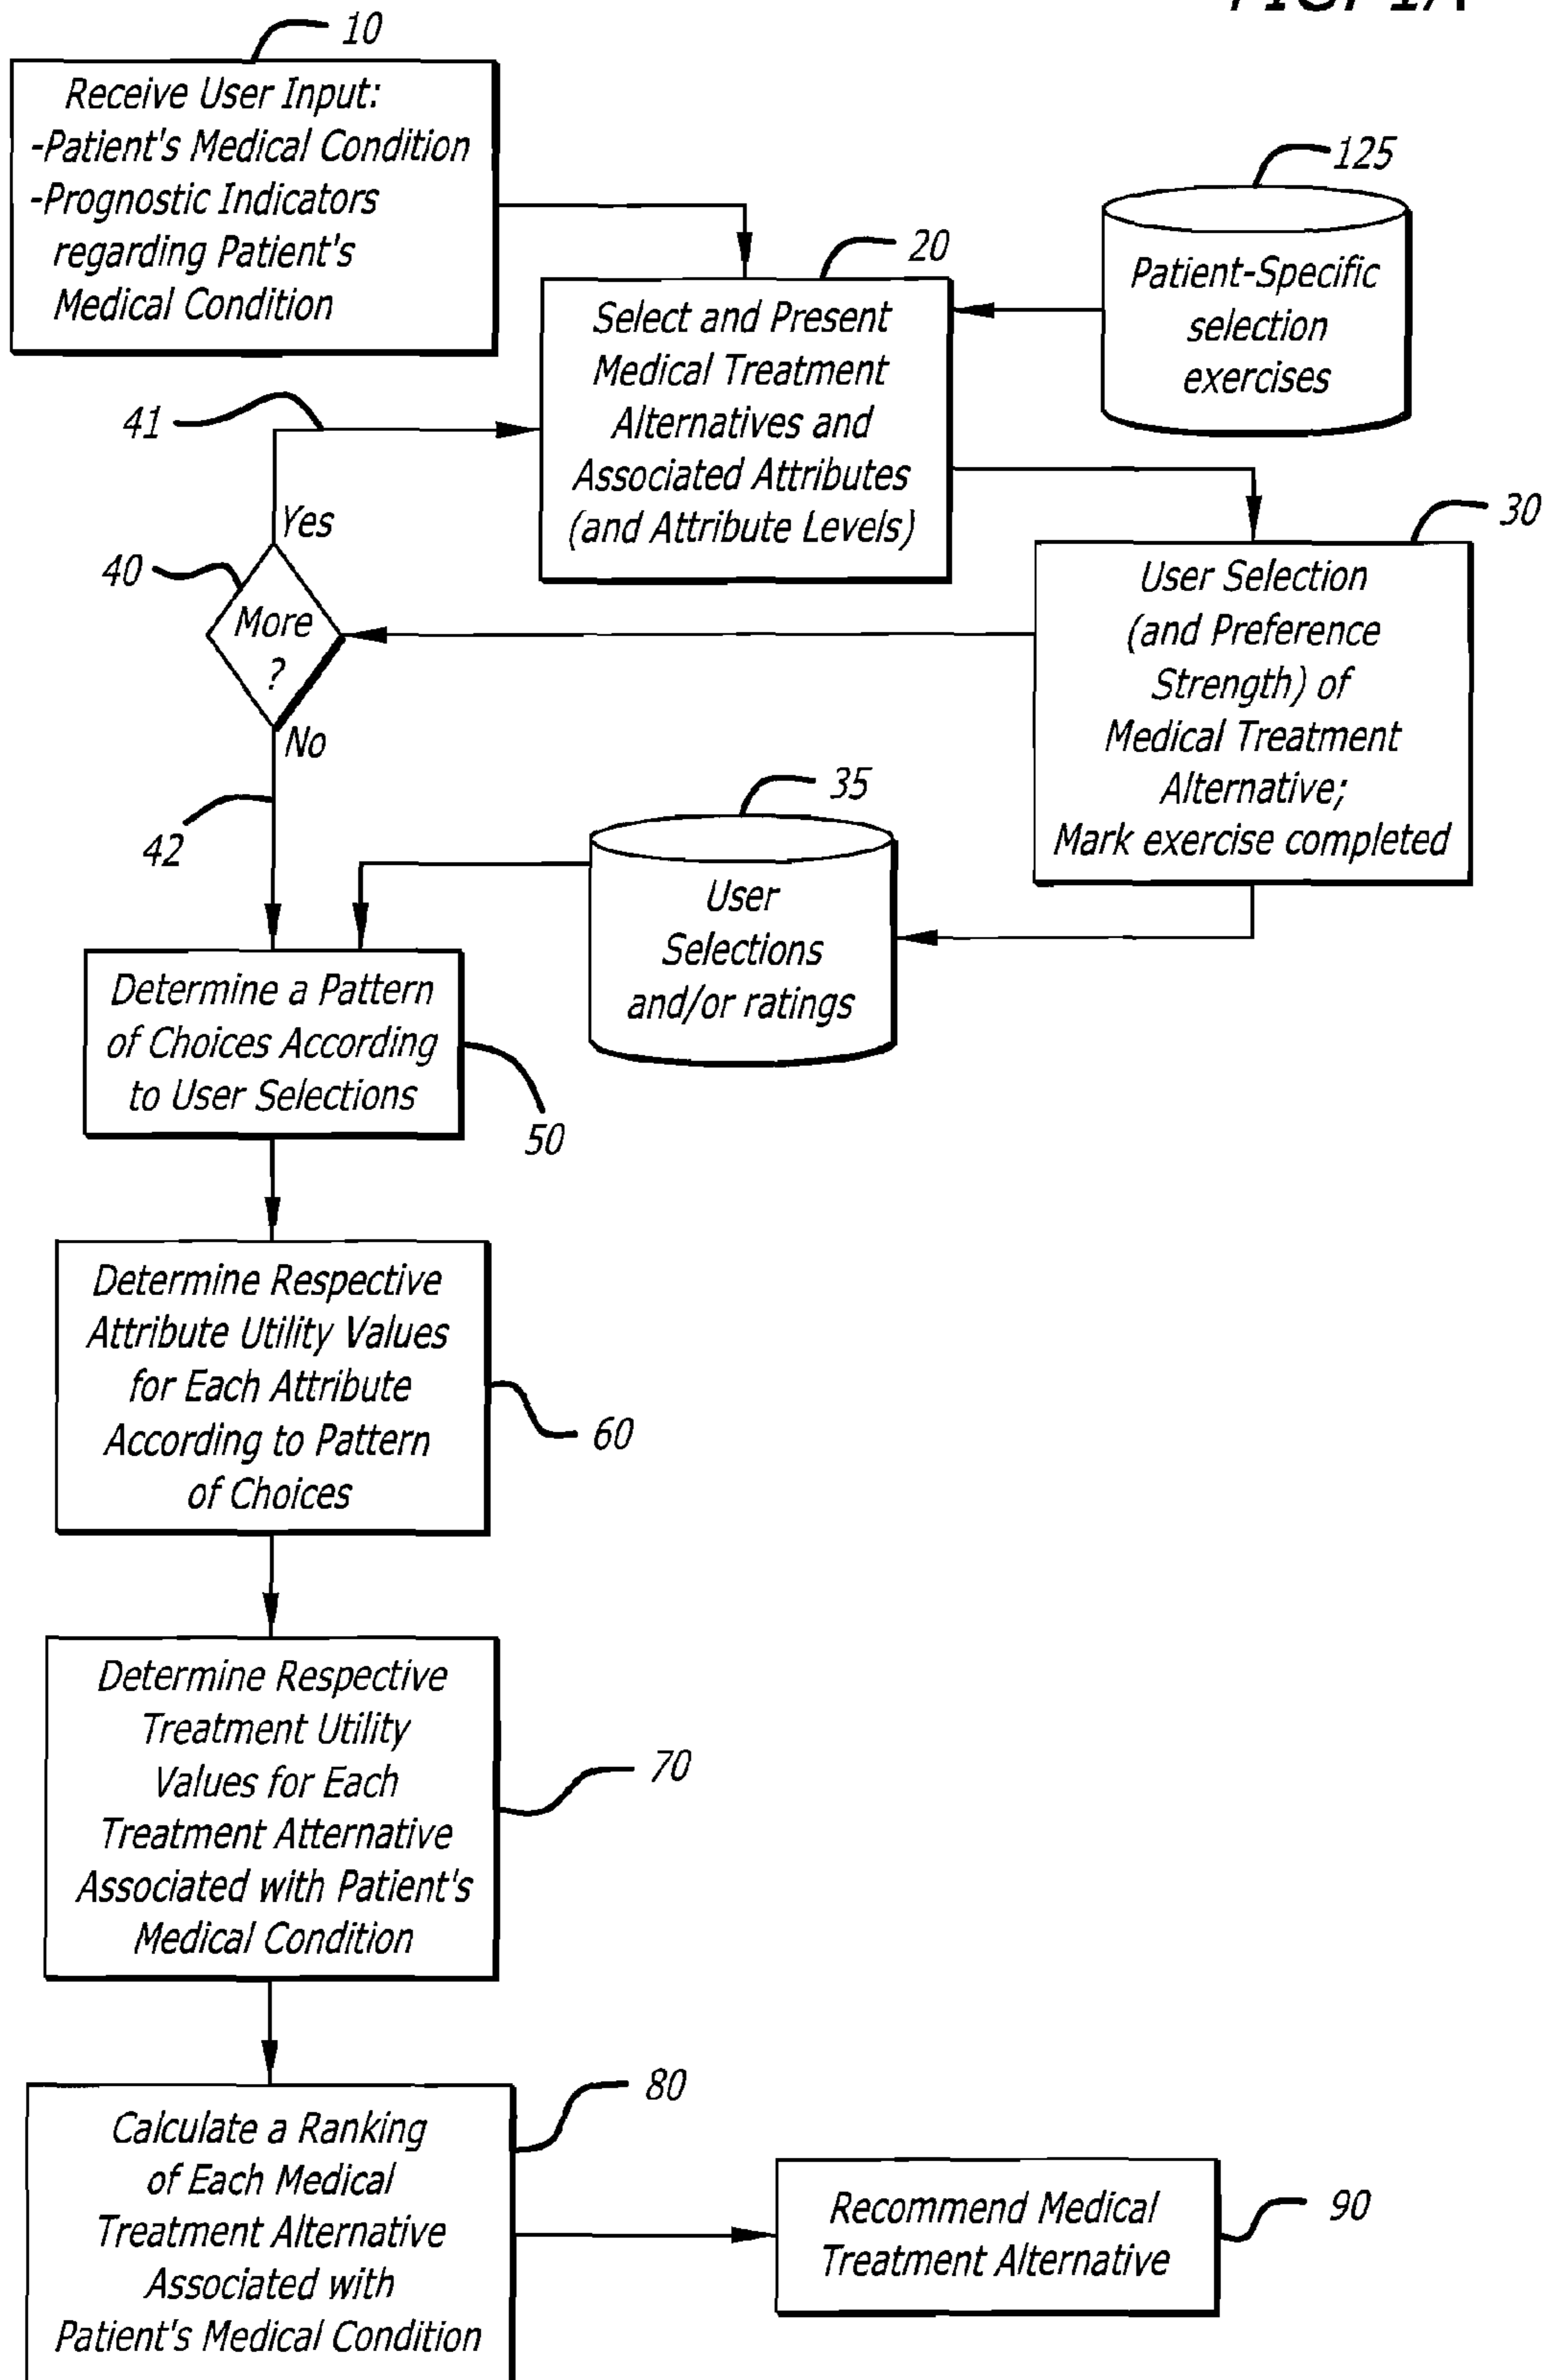 FIG. 1A
10
Receive User Input:
-Patient's Medical Condition
-Prognostic Indicators
regarding Patient's
Medical Condition
125
Patient-Specific
selection
exercises
20
Select and Present
Medical Treatment
Alternatives and
Associated Attributes
(and Attribute Levels)
41
Yes
40
More
?
No
42
30
User Selection
(and Preference
Strength) of
Medical Treatment
Alternative;
Mark exercise completed
35
User
Selections
and/or ratings
Determine a Pattern
of Choices According
to User Selections
50
Determine Respective
Attribute Utility Values
for Each Attribute
According to Pattern
of Choices
60
Determine Respective
Treatment Utility
Values for Each
Treatment Atternative
Associated with Patient's
Medical Condition
70
80
Calculate a Ranking
of Each Medical
Treatment Alternative
Associated with
Patient's Medical Condition
Recommend Medical
Treatment Alternative
90